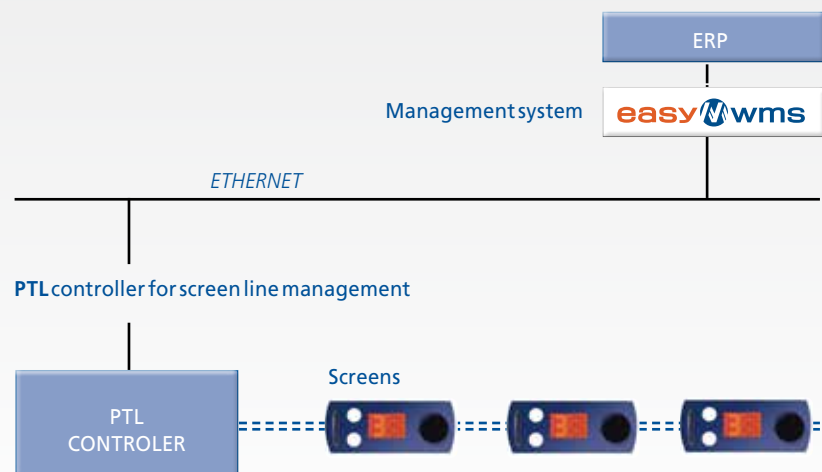 ERP
Management system
easy wms
ETHERNET
PTL controller for screen line management
Screens
PTL
CONTROLER